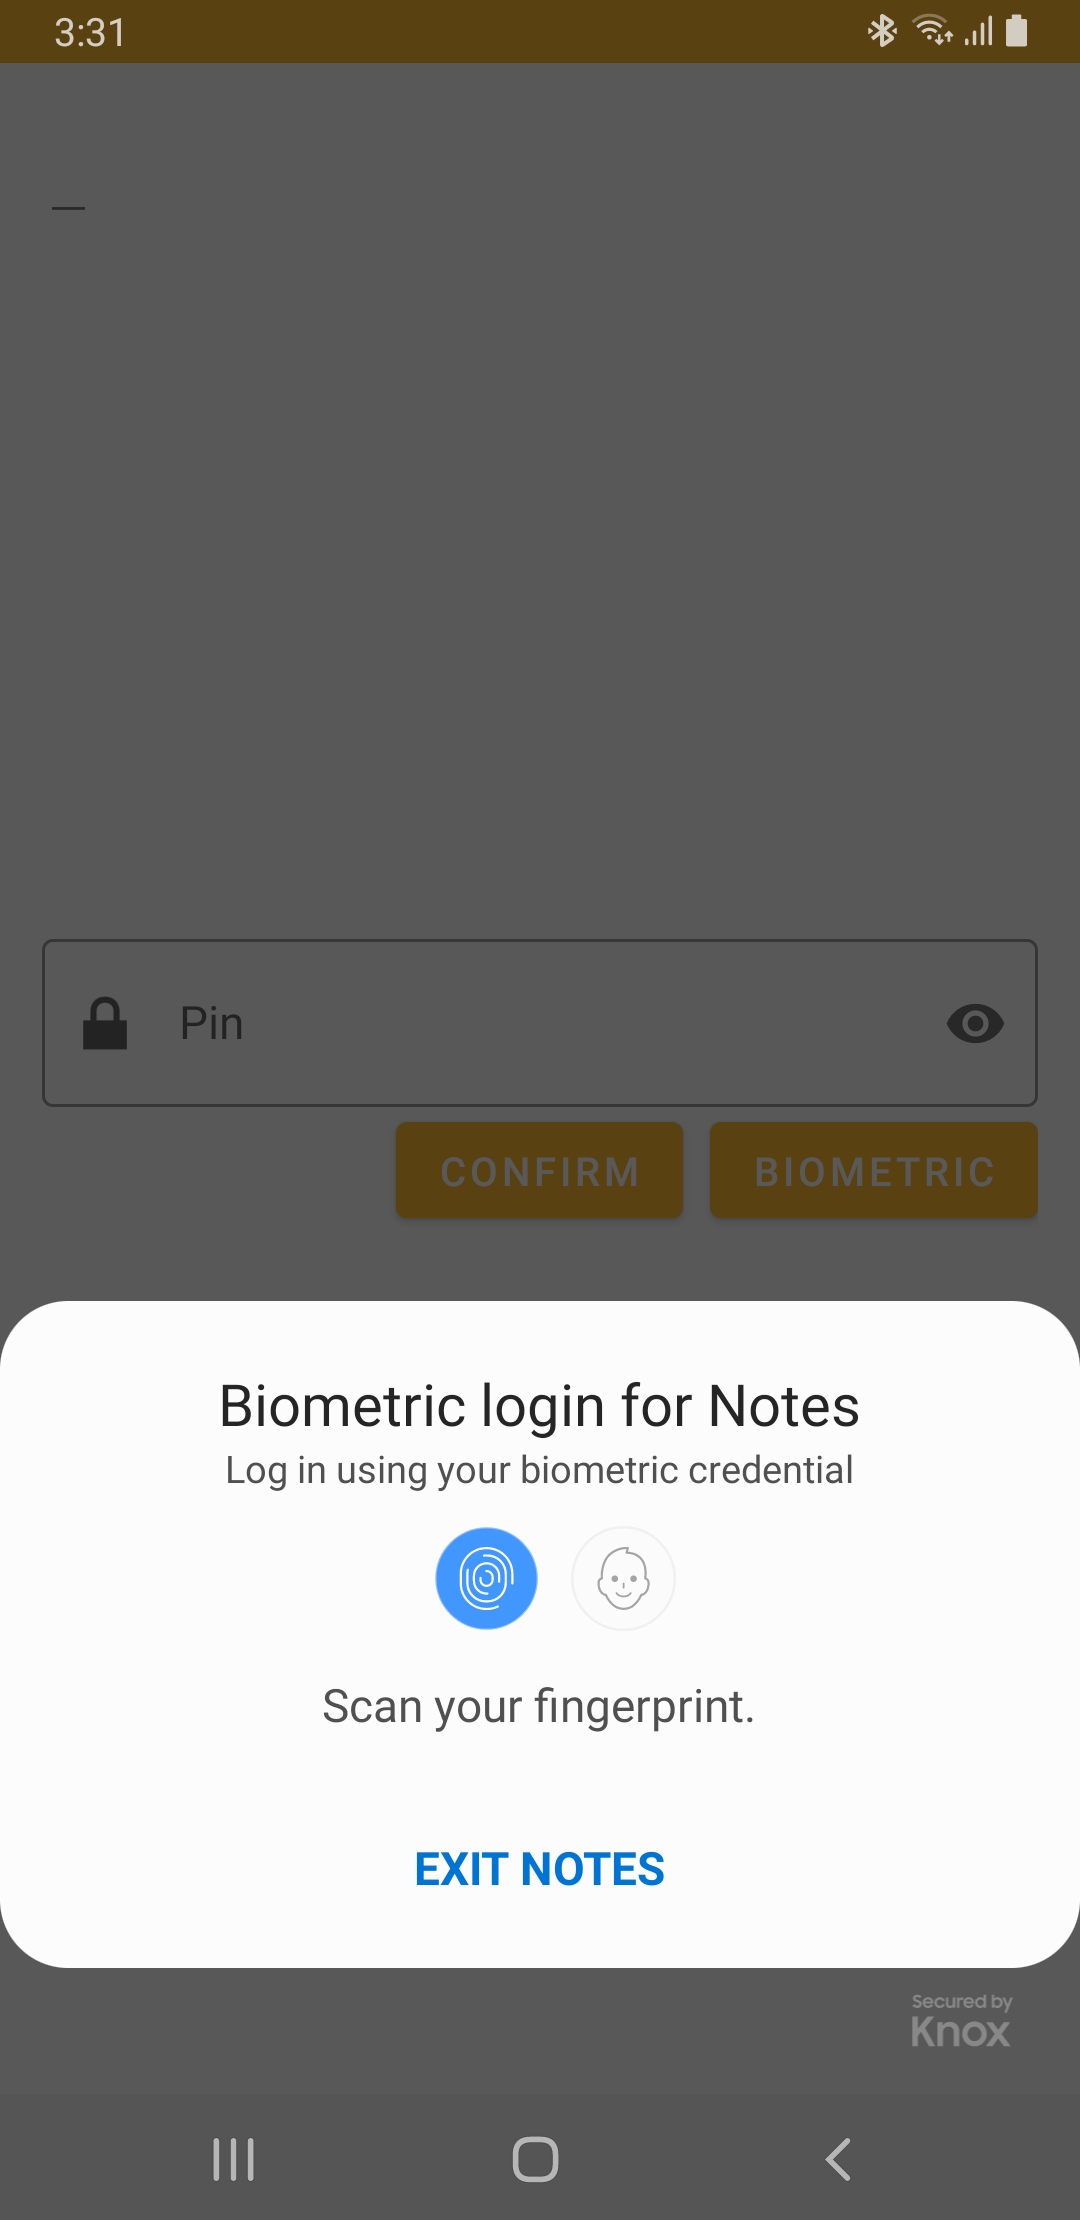 3:31
Pin
CONFIRM
BIOMETRIC
Biometric login for Notes
Log in using your biometric credential
Scan your fingerprint.
EXIT NOTES
Secured by
Knox